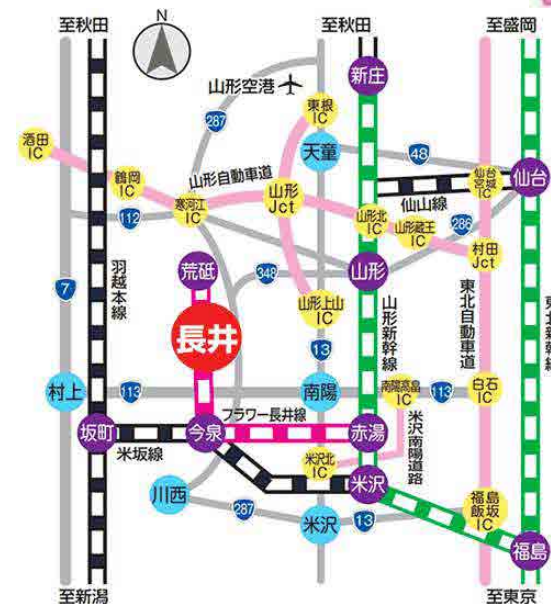 至秋田
N
至秋田
至盛岡
新庄
山形空港
東根
IC
287
天童
48
酒田
IC
鶴岡
IC
山形自動車道
寒河江
IC
山形
Jct
仙台
宮城
IC
仙台
仙山線
112
山形北
IC
山形蔵王
IC
286
村田
Jct
荒砥
348
山形
7
羽越本線
山形上山
IC
山形新幹線
東北自動車道
東北新幹線
長井
13
村上
113
南陽
南陽高畠
IC
113
白石
IC
フラワー長井線
坂町
今泉
赤湯
米沢南陽道路
米坂線
米沢北
IC
川西
米沢
287
米沢
13
福島
飯坂
IC
福島
至新潟
至東京